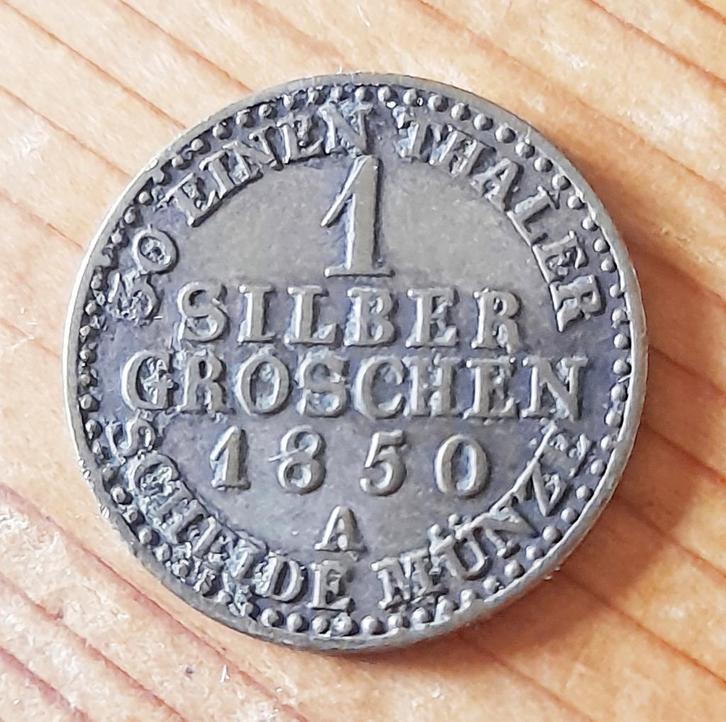 30 EINEN THALER
1
SILBER
GROSCHEN
1850
A
SCHEIDE MÜNZE